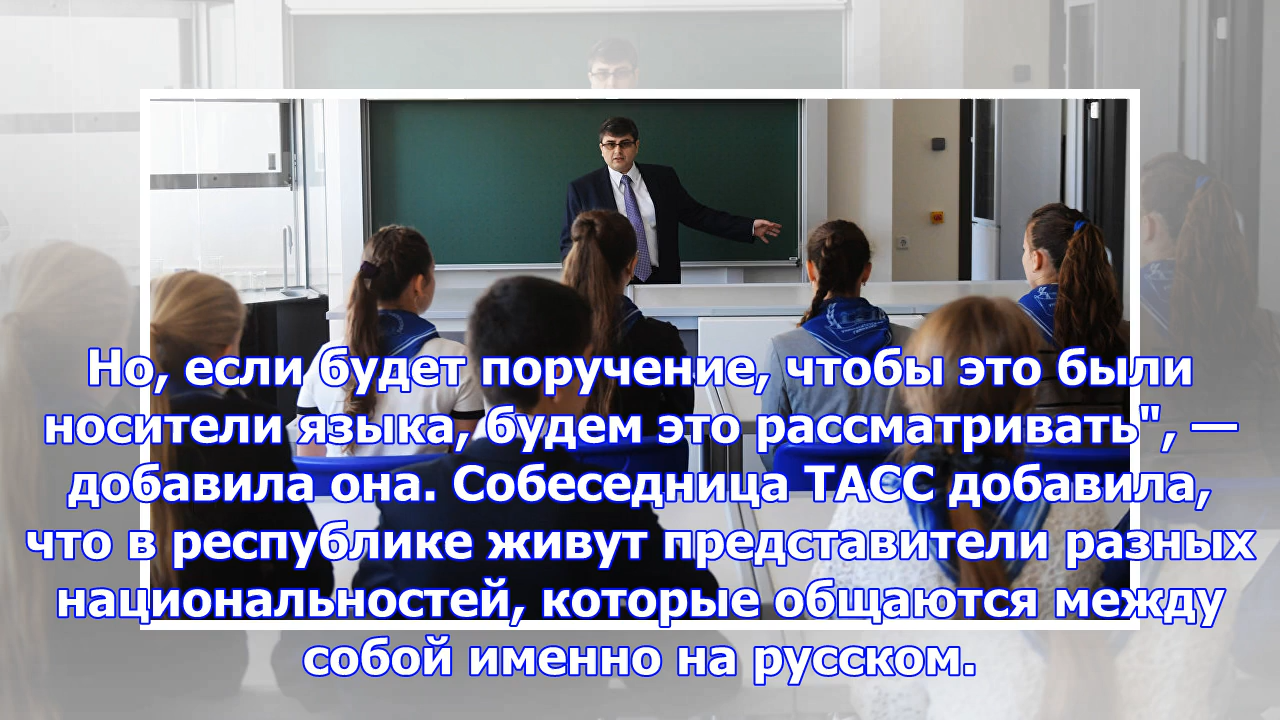 Но, если будет поручение, чтобы это были
носители языка, будем это рассматривать", —
добавила она. Собеседница ТАСС добавила,
что в республике живут представители разных
национальностей, которые общаются между
собой именно на русском.